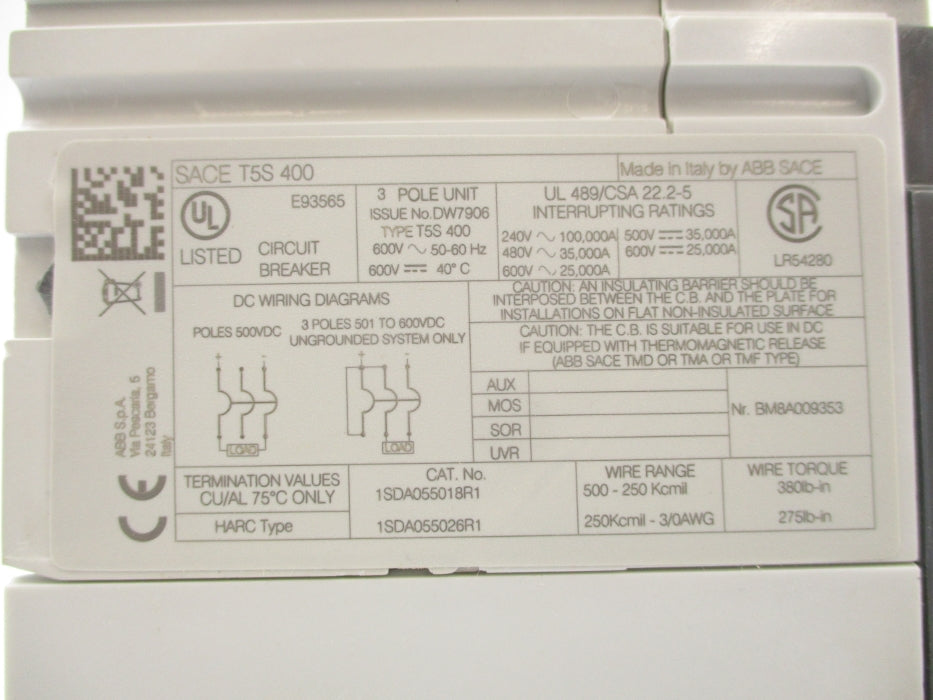 SACE T5S 400
Made in Italy by ABB SACE
UL
E93565
LISTED
CIRCUIT
BREAKER
3 POLE UNIT
ISSUE No.DW7906
TYPE T5S 400
600V ∿ 50-60 Hz
600V ⎓ 40° C
UL 489/CSA 22.2-5
INTERRUPTING RATINGS
240V ∿ 100,000A
480V ∿ 35,000A
600V ∿ 25,000A
500V ⎓ 35,000A
600V ⎓ 25,000A
SA
LR54280
DC WIRING DIAGRAMS
POLES 500VDC
3 POLES 501 TO 600VDC
UNGROUNDED SYSTEM ONLY
+ -
+ -
LOAD
LOAD
CAUTION: AN INSULATING BARRIER SHOULD BE
INTERPOSED BETWEEN THE C.B. AND THE PLATE FOR
INSTALLATIONS ON FLAT NON-INSULATED SURFACE
CAUTION: THE C.B. IS SUITABLE FOR USE IN DC
IF EQUIPPED WITH THERMOMAGNETIC RELEASE
(ABB SACE TMD OR TMA OR TMF TYPE)
AUX
MOS
SOR
UVR
Nr. BM8A009353
ABB S.p.A.
Via Pescaria, 5
24123 Bergamo
Italy
CE
TERMINATION VALUES
CU/AL 75°C ONLY
HARC Type
CAT. No.
1SDA055018R1
1SDA055026R1
WIRE RANGE
500 - 250 Kcmil
250Kcmil - 3/0AWG
WIRE TORQUE
380lb-in
275lb-in